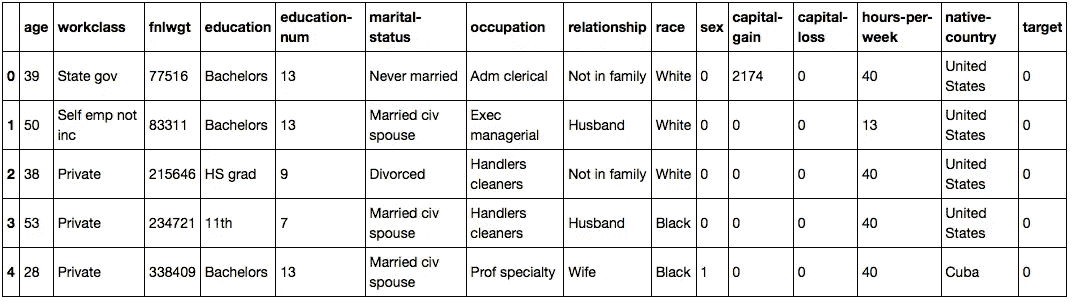 age workclass fnlwgt education education-num marital-status occupation relationship race sex capital-gain capital-loss hours-per-week native-country target
0 39 State gov 77516 Bachelors 13 Never married Adm clerical Not in family White 0 2174 0 40 United States 0
1 50 Self emp not inc 83311 Bachelors 13 Married civ spouse Exec managerial Husband White 0 0 0 13 United States 0
2 38 Private 215646 HS grad 9 Divorced Handlers cleaners Not in family White 0 0 0 40 United States 0
3 53 Private 234721 11th 7 Married civ spouse Handlers cleaners Husband Black 0 0 0 40 United States 0
4 28 Private 338409 Bachelors 13 Married civ spouse Prof specialty Wife Black 1 0 0 40 Cuba 0